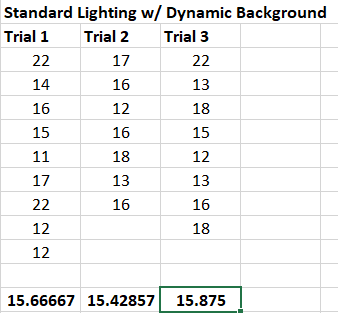 Standard Lighting w/ Dynamic Background
Trial 1 Trial 2 Trial 3
22 17 22
14 16 13
16 12 18
15 16 15
11 18 12
17 13 13
22 16 16
12 18
12
15.66667 15.42857 15.875